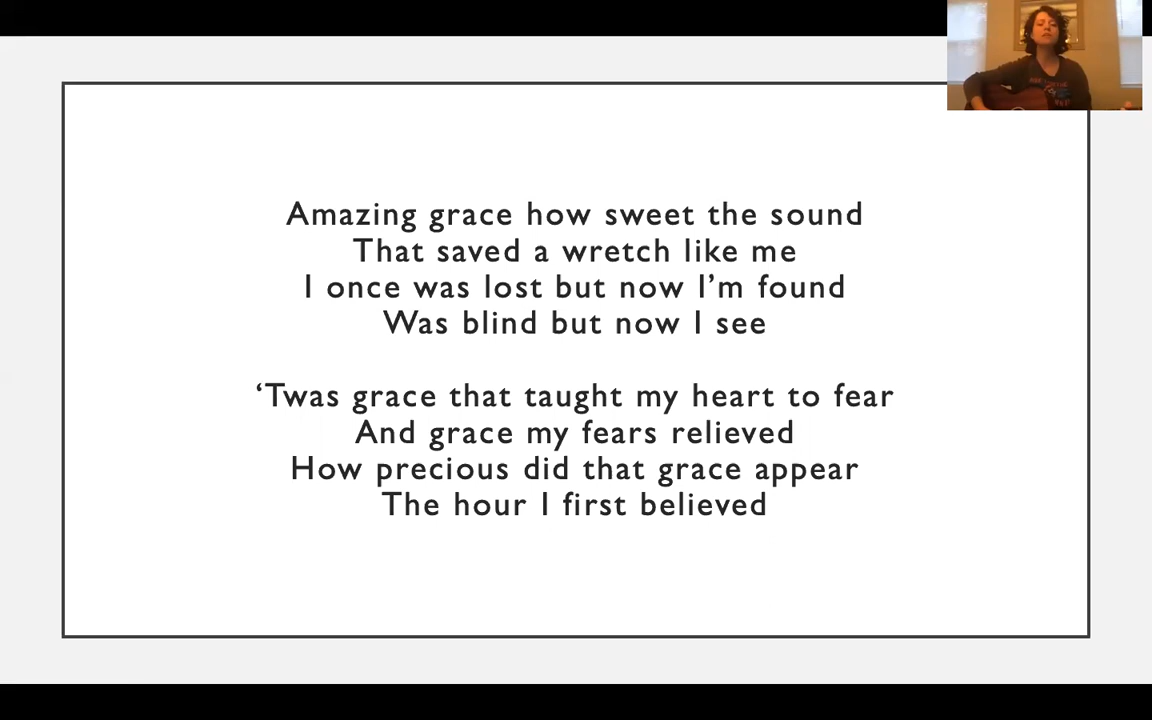 Amazing grace how sweet the sound
That saved a wretch like me
I once was lost but now I’m found
Was blind but now I see
‘Twas grace that taught my heart to fear
And grace my fears relieved
How precious did that grace appear
The hour I first believed